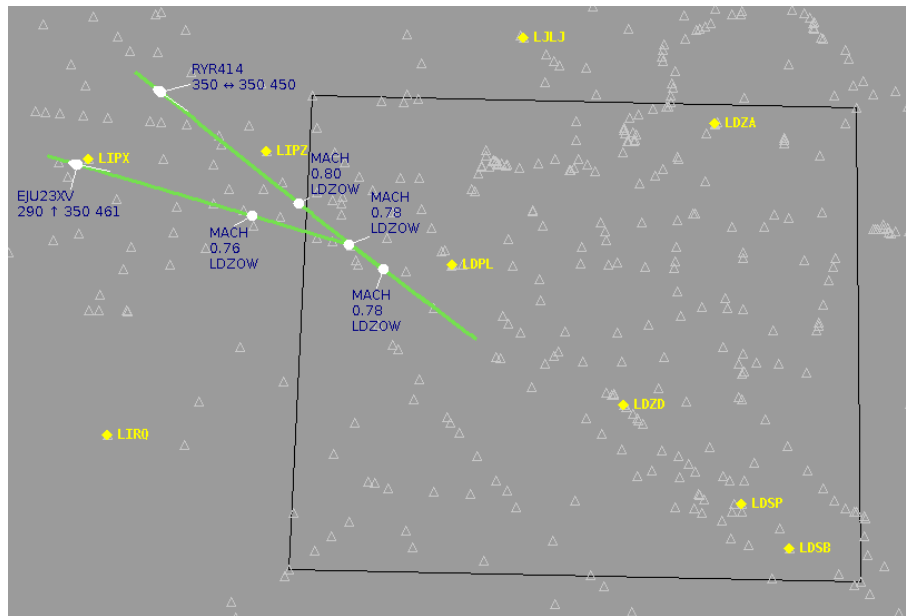 LJLJ
RYR414
350 ↔ 350 450
LDZA
LIPX
LIPZ
MACH
0.80
LDZOW
EJU23XV
290 ↑ 350 461
MACH
0.78
LDZOW
MACH
0.76
LDZOW
LDPL
MACH
0.78
LDZOW
LDZD
LIRQ
LDSP
LDSB